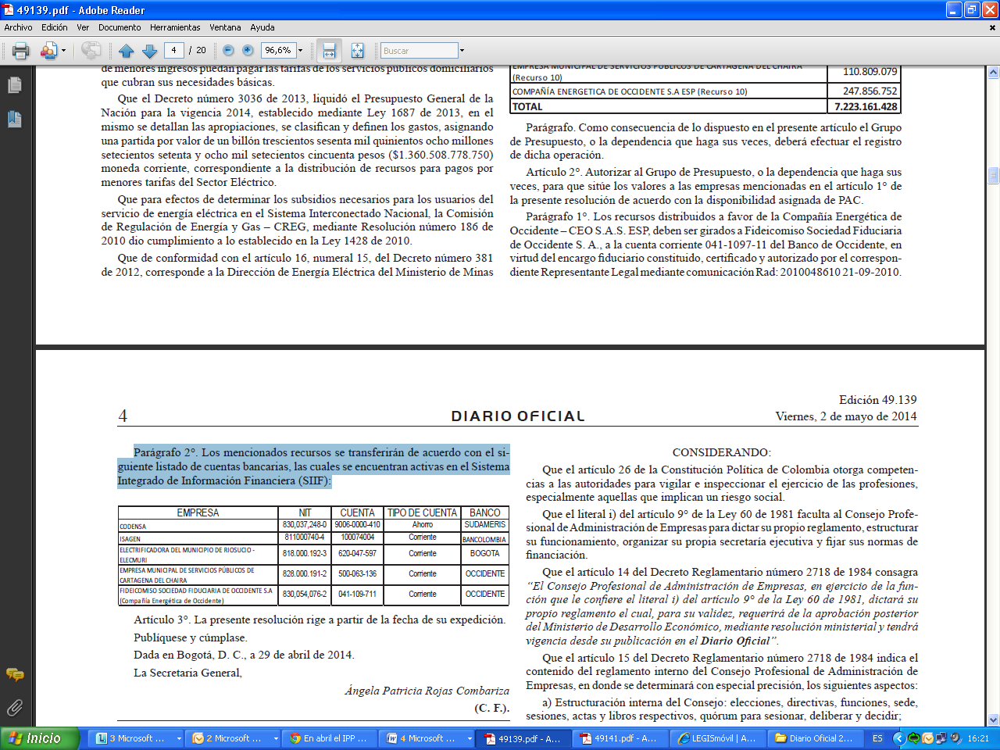 49139.pdf - Adobe Reader
Archivo Edición Ver Documento Herramientas Ventana Ayuda
4 / 20 96,6% Buscar
de menores ingresos puedan pagar las tarifas de los servicios públicos domiciliarios
que cubran sus necesidades básicas.
Que el Decreto número 3036 de 2013, liquidó el Presupuesto General de la
Nación para la vigencia 2014, establecido mediante Ley 1687 de 2013, en el
mismo se detallan las apropiaciones, se clasifican y definen los gastos, asignando
una partida por valor de un billón trescientos sesenta mil quinientos ocho millones
setecientos setenta y ocho mil setecientos cincuenta pesos ($1.360.508.778.750)
moneda corriente, correspondiente a la distribución de recursos para pagos por
menores tarifas del Sector Eléctrico.
Que para efectos de determinar los subsidios necesarios para los usuarios del
servicio de energía eléctrica en el Sistema Interconectado Nacional, la Comisión
de Regulación de Energía y Gas – CREG, mediante Resolución número 186 de
2010 dio cumplimiento a lo establecido en la Ley 1428 de 2010.
Que de conformidad con el artículo 16, numeral 15, del Decreto número 381
de 2012, corresponde a la Dirección de Energía Eléctrica del Ministerio de Minas
EMPRESA MUNICIPAL DE SERVICIOS PÚBLICOS DE CARTAGENA DEL CHAIRA
(Recurso 10) 110.809.079
COMPAÑÍA ENERGETICA DE OCCIDENTE S.A ESP (Recurso 10) 247.856.752
TOTAL 7.223.161.428
Parágrafo. Como consecuencia de lo dispuesto en el presente artículo el Grupo
de Presupuesto, o la dependencia que haga sus veces, deberá efectuar el registro
de dicha operación.
Artículo 2°. Autorizar al Grupo de Presupuesto, o la dependencia que haga sus
veces, para que sitúe los valores a las empresas mencionadas en el artículo 1° de
la presente resolución de acuerdo con la disponibilidad asignada de PAC.
Parágrafo 1°. Los recursos distribuidos a favor de la Compañía Energética de
Occidente – CEO S.A.S. ESP, deben ser girados a Fideicomiso Sociedad Fiduciaria
de Occidente S. A., a la cuenta corriente 041-1097-11 del Banco de Occidente, en
virtud del encargo fiduciario constituido, certificado y autorizado por el correspon-
diente Representante Legal mediante comunicación Rad: 2010048610 21-09-2010.
4 DIARIO OFICIAL
Edición 49.139
Viernes, 2 de mayo de 2014
Parágrafo 2°. Los mencionados recursos se transferirán de acuerdo con el si-
guiente listado de cuentas bancarias, las cuales se encuentran activas en el Sistema
Integrado de Información Financiera (SIIF):
EMPRESA NIT CUENTA TIPO DE CUENTA BANCO
CODENSA 830,037,248-0 9006-0000-410 Ahorro SUDAMERIS
ISAGEN 811000740-4 100074004 Corriente BANCOLOMBIA
ELECTRIFICADORA DEL MUNICIPIO DE RIOSUCIO -
ELECMURI 818.000.192-3 620-047-597 Corriente BOGOTA
EMPRESA MUNICIPAL DE SERVICIOS PÚBLICOS DE
CARTAGENA DEL CHAIRA 828.000.191-2 500-063-136 Corriente OCCIDENTE
FIDEICOMISO SOCIEDAD FIDUCIARIA DE OCCIDENTE S.A
(Compañía Energética de Occidente) 830,054,076-2 041-109-711 Corriente OCCIDENTE
Artículo 3°. La presente resolución rige a partir de la fecha de su expedición.
Publíquese y cúmplase.
Dada en Bogotá, D. C., a 29 de abril de 2014.
La Secretaria General,
Ángela Patricia Rojas Combariza
(C. F.).
CONSIDERANDO:
Que el artículo 26 de la Constitución Política de Colombia otorga competen-
cias a las autoridades para vigilar e inspeccionar el ejercicio de las profesiones,
especialmente aquellas que implican un riesgo social.
Que el literal i) del artículo 9° de la Ley 60 de 1981 faculta al Consejo Profe-
sional de Administración de Empresas para dictar su propio reglamento, estructurar
su funcionamiento, organizar su propia secretaría ejecutiva y fijar sus normas de
financiación.
Que el artículo 14 del Decreto Reglamentario número 2718 de 1984 consagra
“El Consejo Profesional de Administración de Empresas, en ejercicio de la fun-
ción que le confiere el literal i) del artículo 9° de la Ley 60 de 1981, dictará su
propio reglamento el cual, para su validez, requerirá de la aprobación posterior
del Ministerio de Desarrollo Económico, mediante resolución ministerial y tendrá
vigencia desde su publicación en el Diario Oficial”.
Que el artículo 15 del Decreto Reglamentario número 2718 de 1984 indica el
contenido del reglamento interno del Consejo Profesional de Administración de
Empresas, en donde se determinará con especial precisión, los siguientes aspectos:
a) Estructuración interna del Consejo: elecciones, directivas, funciones, sede,
sesiones, actas y libros respectivos, quórum para sesionar, deliberar y decidir;
Inicio 3 Microsoft ... 2 Microsoft ... En abril el IPP ... 4 Microsoft ... 49139.pdf - A... 49141.pdf - A... LEGISmóvil | A... Diario Oficial 2... ES 16:21